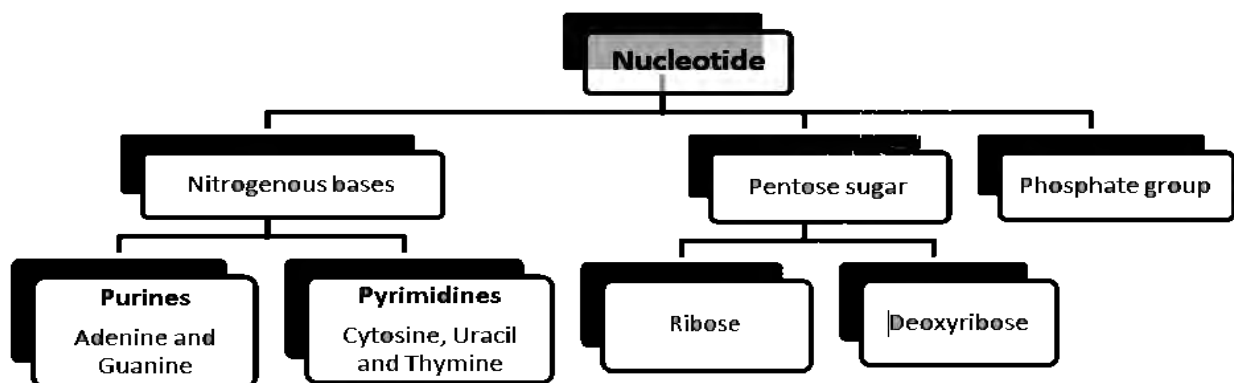 Nucleotide
Nitrogenous bases
Pentose sugar
Phosphate group
Purines
Adenine and
Guanine
Pyrimidines
Cytosine, Uracil
and Thymine
Ribose
Deoxyribose